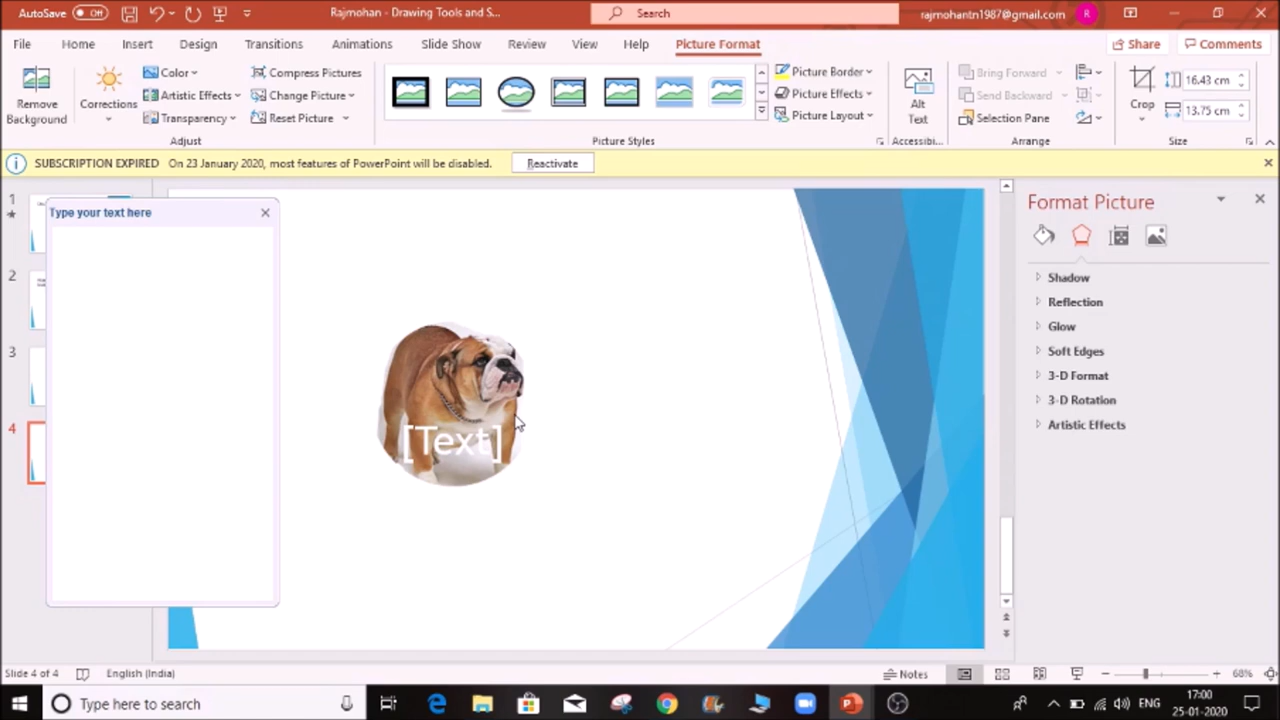 AutoSave Off Rajmohan - Drawing Tools and S... Search rajmohantn1987@gmail.com R
File Home Insert Design Transitions Animations Slide Show Review View Help Picture Format Share Comments
Remove Background
Corrections
Color
Artistic Effects
Transparency
Compress Pictures
Change Picture
Reset Picture
Adjust
Picture Styles
Picture Border
Picture Effects
Picture Layout
Alt Text
Accessibi...
Bring Forward
Send Backward
Selection Pane
Arrange
Crop
16.43 cm
13.75 cm
Size
SUBSCRIPTION EXPIRED On 23 January 2020, most features of PowerPoint will be disabled. Reactivate
1
2
3
4
Type your text here
[Text]
Format Picture
Shadow
Reflection
Glow
Soft Edges
3-D Format
3-D Rotation
Artistic Effects
Slide 4 of 4 English (India) Notes 68%
Type here to search
ENG
17:00
25-01-2020